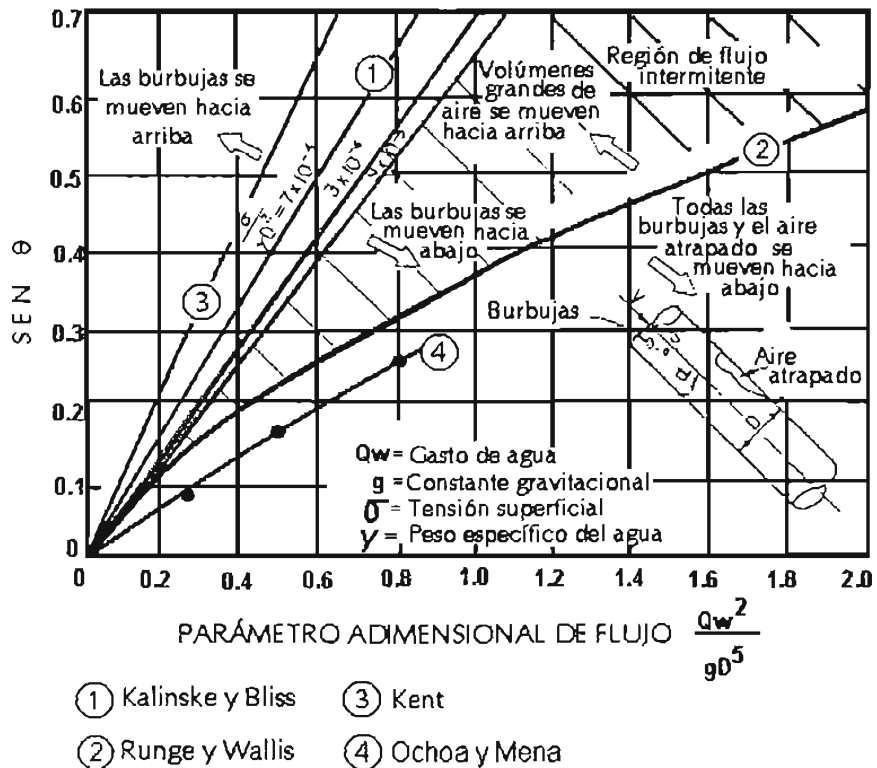 0.7
0.6
0.5
0.4
0.3
0.2
0.1
0
SEN θ
Las burbujas se
mueven hacia
arriba
1
Volúmenes
grandes de
aire se mueven
hacia arriba
Región de flujo
intermitente
2
σ
= 7x10⁻⁴
3x10⁻⁴
Las burbujas se
mueven hacia
abajo
Todas las
burbujas y el aire
atrapado se
mueven hacia
abajo
3
Burbujas
4
Aire
atrapado
D
Qw = Gasto de agua
g = Constante gravitacional
σ = Tensión superficial
γ = Peso específico del agua
0 0.2 0.4 0.6 0.8 1.0 1.2 1.4 1.6 1.8 2.0
PARÁMETRO ADIMENSIONAL DE FLUJO Qw²
gD⁵
1 Kalinske y Bliss 3 Kent
2 Runge y Wallis 4 Ochoa y Mena